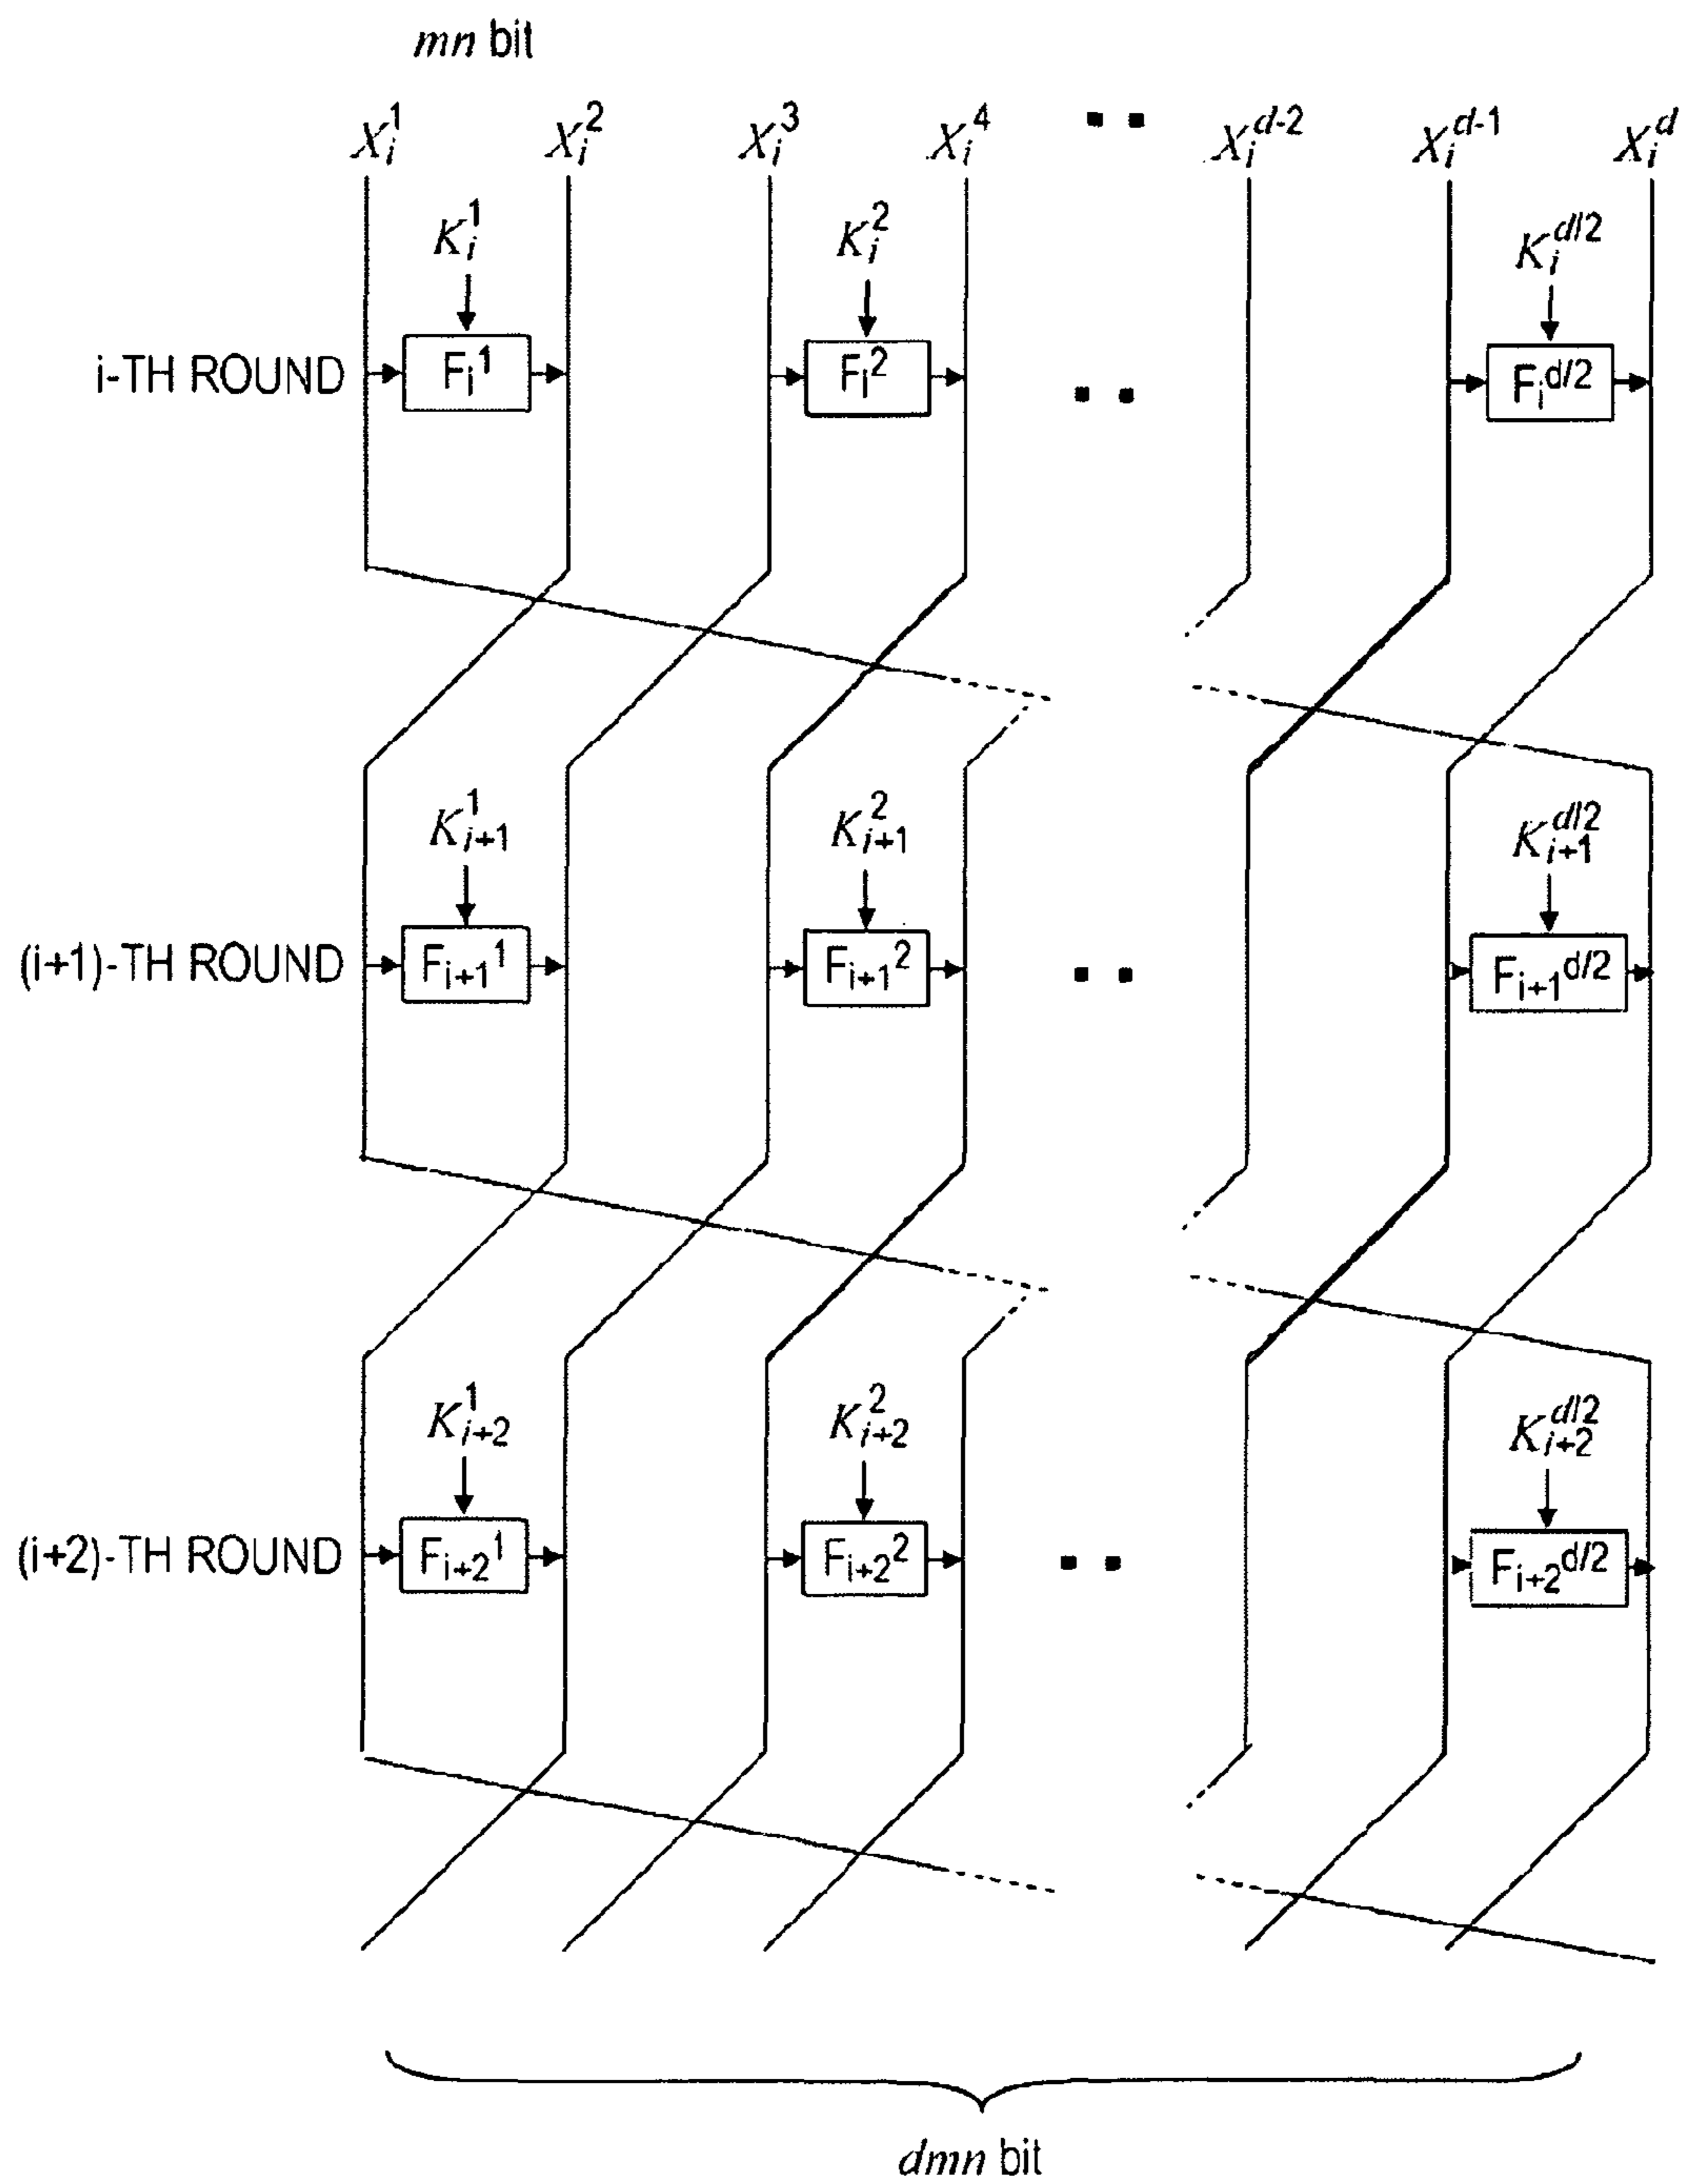 mn bit
X_i^1 X_i^2 X_i^3 X_i^4 ▪ ▪ X_i^{d-2} X_i^{d-1} X_i^d
K_i^1 K_i^2 K_i^{d/2}
i-TH ROUND F_i^1 F_i^2 ▪ ▪ F_i^{d/2}
K_{i+1}^1 K_{i+1}^2 K_{i+1}^{d/2}
(i+1)-TH ROUND F_{i+1}^1 F_{i+1}^2 ▪ ▪ F_{i+1}^{d/2}
K_{i+2}^1 K_{i+2}^2 K_{i+2}^{d/2}
(i+2)-TH ROUND F_{i+2}^1 F_{i+2}^2 ▪ ▪ F_{i+2}^{d/2}
dmn bit